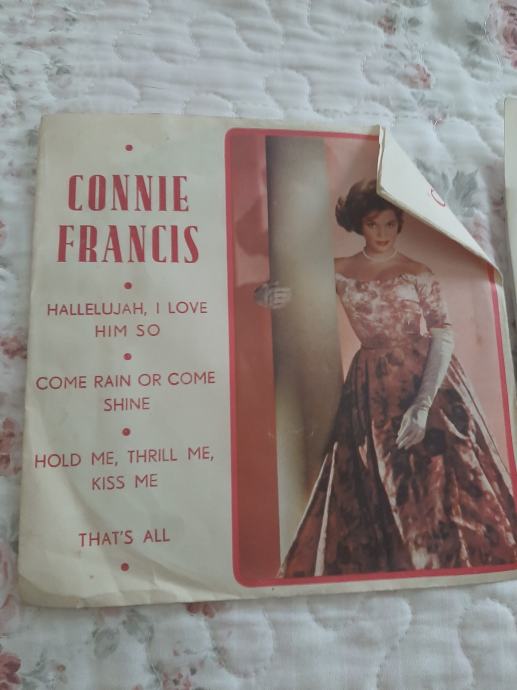 CONNIE
FRANCIS
HALLELUJAH, I LOVE
HIM SO
COME RAIN OR COME
SHINE
HOLD ME, THRILL ME,
KISS ME
THAT'S ALL